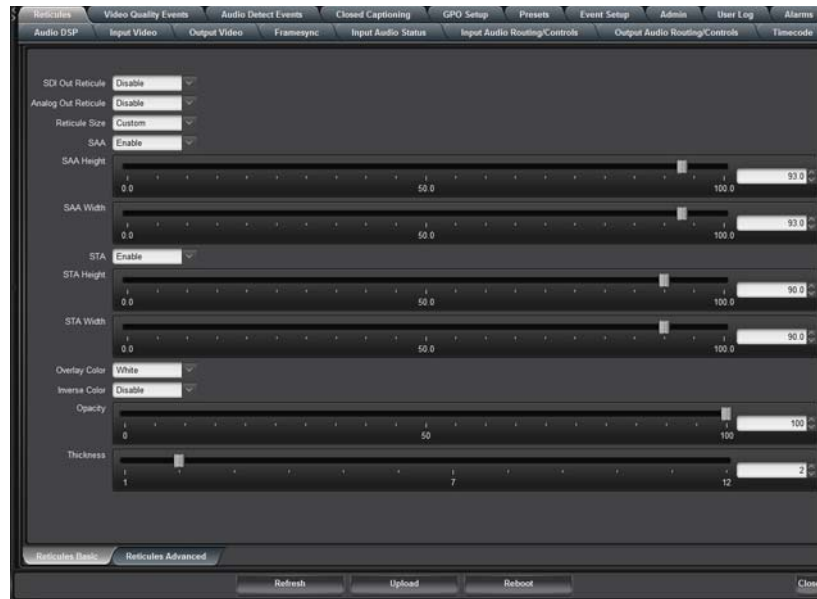 Reticules Video Quality Events Audio Detect Events Closed Captioning GPO Setup Presets Event Setup Admin User Log Alarms
Audio DSP Input Video Output Video Framesync Input Audio Status Input Audio Routing/Controls Output Audio Routing/Controls Timecode
SDI Out Reticule Disable
Analog Out Reticule Disable
Reticule Size Custom
SAA Enable
SAA Height 93.0
0.0 50.0 100.0
SAA Width 93.0
0.0 50.0 100.0
STA Enable
STA Height 90.0
0.0 50.0 100.0
STA Width 90.0
0.0 50.0 100.0
Overlay Color White
Inverse Color Disable
Opacity 100
0 50 100
Thickness 2
1 7 12
Reticules Basic Reticules Advanced
Refresh Upload Reboot Close